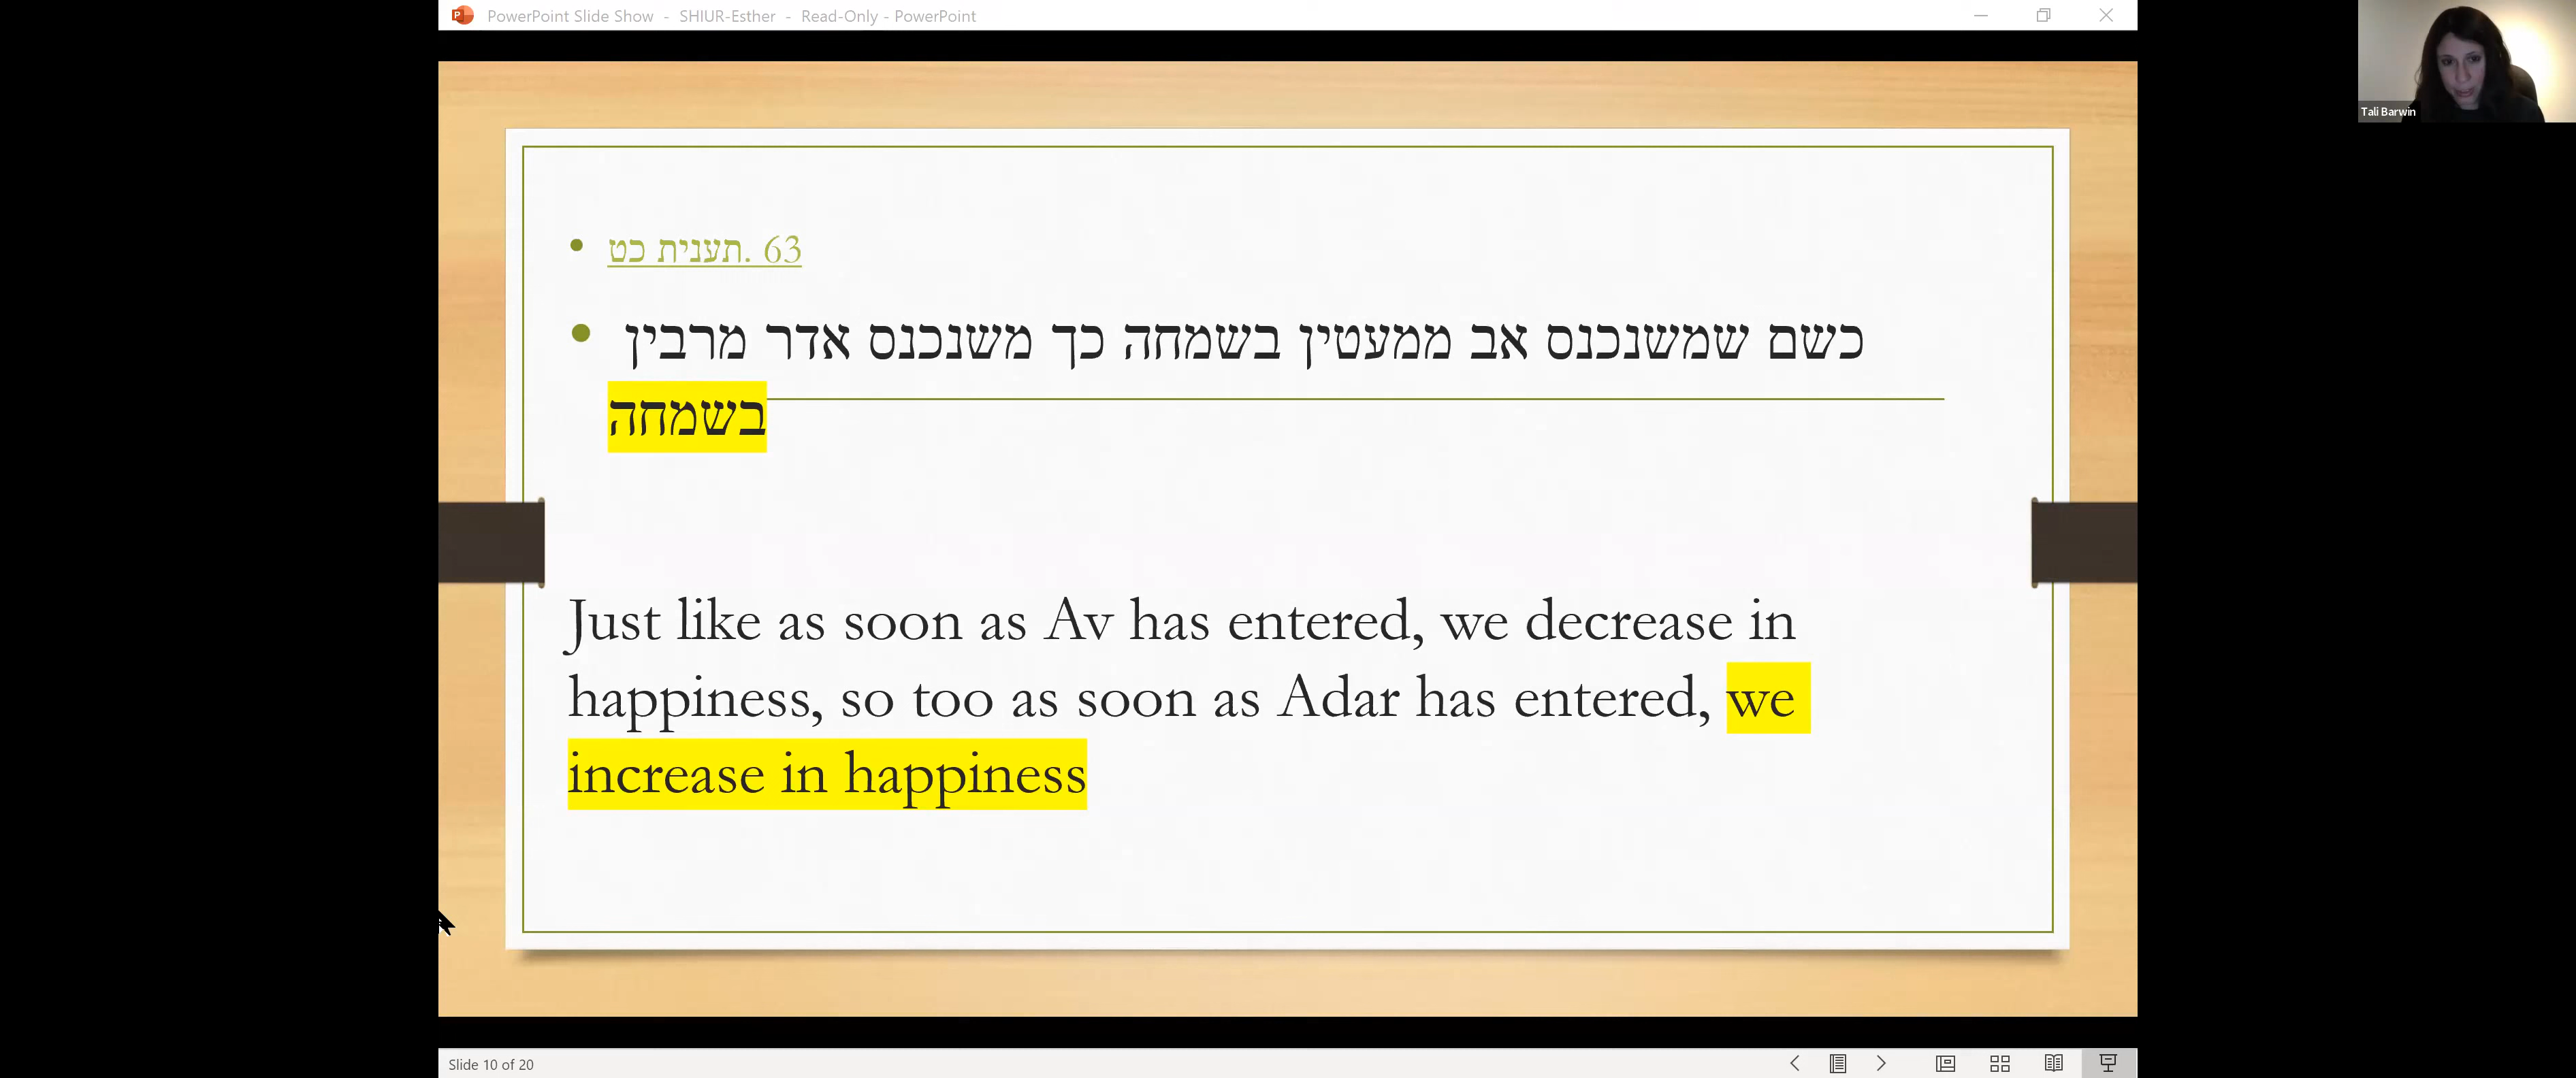 PowerPoint Slide Show - SHIUR-Esther - Read-Only - PowerPoint
Tali Barwin
תענית כט. 63
כשם שמשנכנס אב ממעטין בשמחה כך משנכנס אדר מרבין
בשמחה
Just like as soon as Av has entered, we decrease in
happiness, so too as soon as Adar has entered, we
increase in happiness
Slide 10 of 20